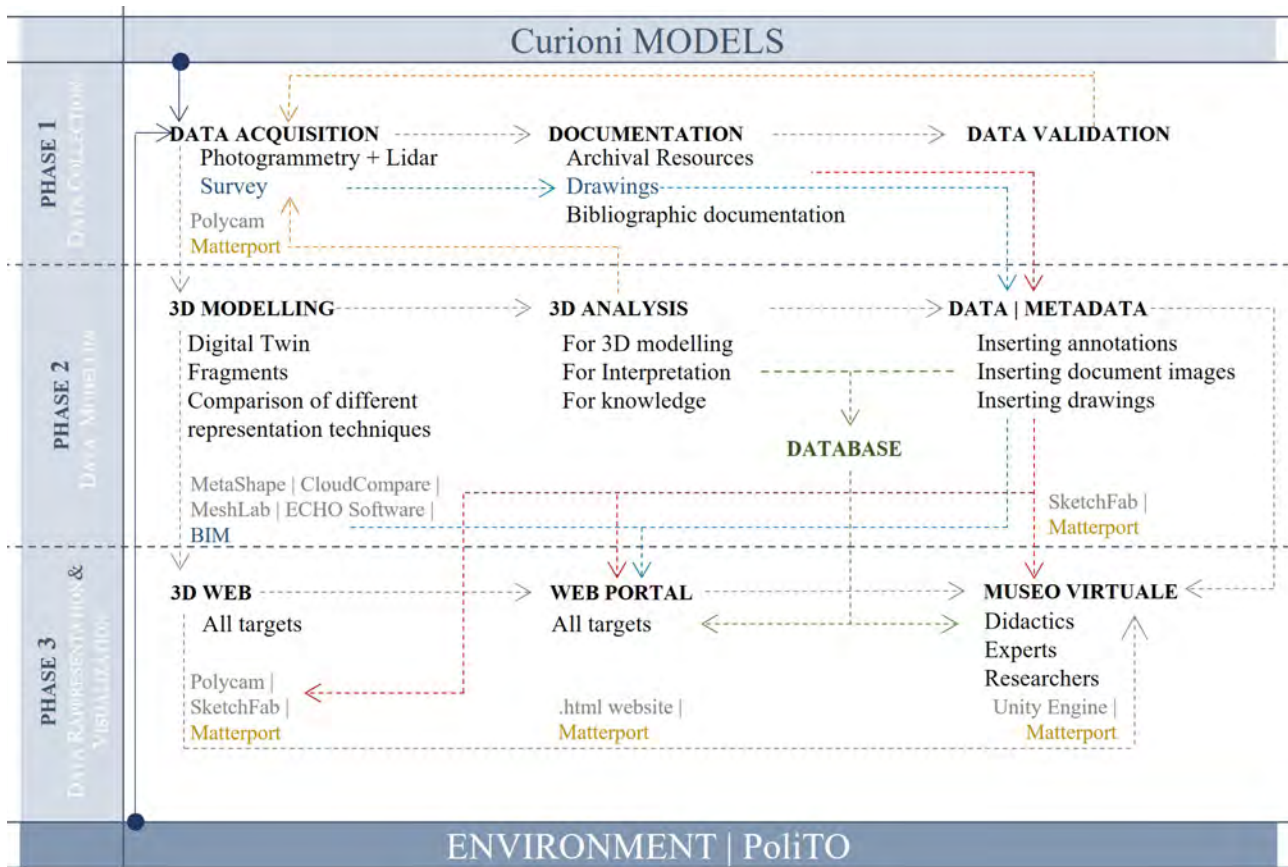 Curioni MODELS
PHASE 1
DATA COLLECTION
DATA ACQUISITION
Photogrammetry + Lidar
Survey
Polycam
Matterport
DOCUMENTATION
Archival Resources
Drawings
Bibliographic documentation
DATA VALIDATION
PHASE 2
DATA MODELLIN
3D MODELLING
Digital Twin
Fragments
Comparison of different
representation techniques
MetaShape | CloudCompare |
MeshLab | ECHO Software |
BIM
3D ANALYSIS
For 3D modelling
For Interpretation
For knowledge
DATA | METADATA
Inserting annotations
Inserting document images
Inserting drawings
DATABASE
SketchFab |
Matterport
PHASE 3
DATA RAPPRESENTATION &
VISUALIZATION
3D WEB
All targets
Polycam |
SketchFab |
Matterport
WEB PORTAL
All targets
.html website |
Matterport
MUSEO VIRTUALE
Didactics
Experts
Researchers
Unity Engine |
Matterport
ENVIRONMENT | PoliTO